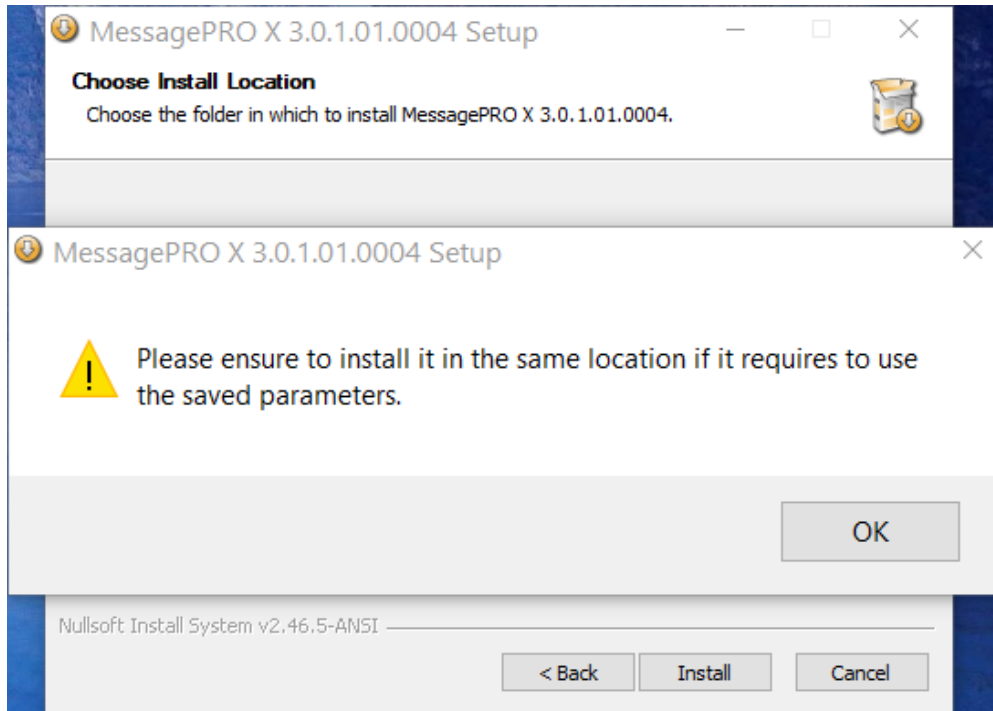 MessagePRO X 3.0.1.01.0004 Setup
Choose Install Location
Choose the folder in which to install MessagePRO X 3.0.1.01.0004.
MessagePRO X 3.0.1.01.0004 Setup
Please ensure to install it in the same location if it requires to use
the saved parameters.
OK
Nullsoft Install System v2.46.5-ANSI
< Back Install Cancel